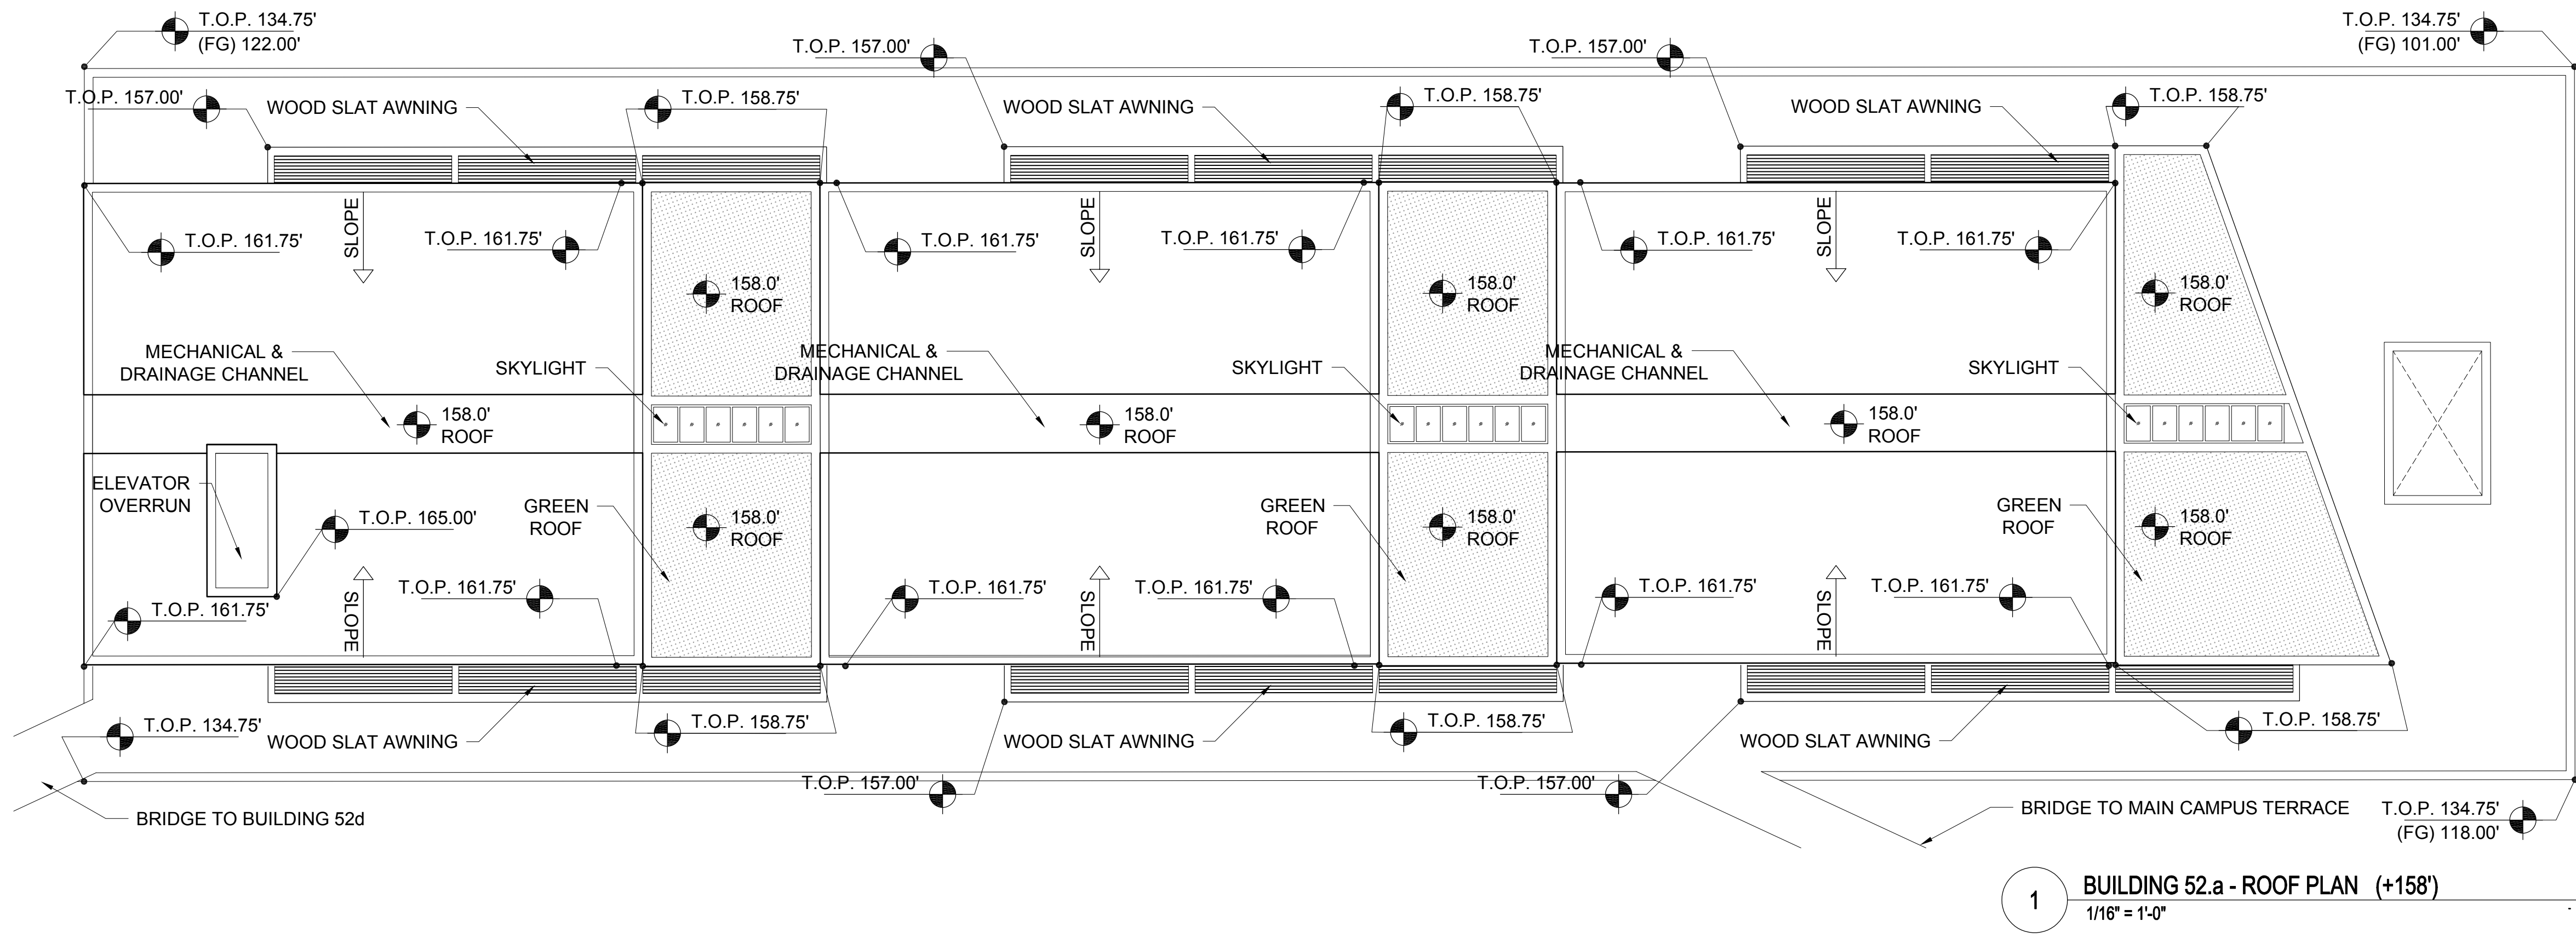 T.O.P. 134.75'
(FG) 122.00'
T.O.P. 157.00'
T.O.P. 157.00'
T.O.P. 134.75'
(FG) 101.00'
T.O.P. 157.00'
WOOD SLAT AWNING
T.O.P. 158.75'
WOOD SLAT AWNING
T.O.P. 158.75'
WOOD SLAT AWNING
T.O.P. 158.75'
T.O.P. 161.75'
SLOPE
T.O.P. 161.75'
T.O.P. 161.75'
SLOPE
T.O.P. 161.75'
T.O.P. 161.75'
SLOPE
T.O.P. 161.75'
158.0'
ROOF
158.0'
ROOF
158.0'
ROOF
MECHANICAL &
DRAINAGE CHANNEL
SKYLIGHT
MECHANICAL &
DRAINAGE CHANNEL
SKYLIGHT
MECHANICAL &
DRAINAGE CHANNEL
SKYLIGHT
158.0'
ROOF
158.0'
ROOF
158.0'
ROOF
ELEVATOR
OVERRUN
T.O.P. 165.00'
GREEN
ROOF
158.0'
ROOF
GREEN
ROOF
158.0'
ROOF
GREEN
ROOF
158.0'
ROOF
T.O.P. 161.75'
SLOPE
T.O.P. 161.75'
T.O.P. 161.75'
SLOPE
T.O.P. 161.75'
T.O.P. 161.75'
SLOPE
T.O.P. 161.75'
T.O.P. 134.75'
WOOD SLAT AWNING
T.O.P. 158.75'
WOOD SLAT AWNING
T.O.P. 158.75'
WOOD SLAT AWNING
T.O.P. 158.75'
T.O.P. 157.00'
T.O.P. 157.00'
BRIDGE TO BUILDING 52d
BRIDGE TO MAIN CAMPUS TERRACE
T.O.P. 134.75'
(FG) 118.00'
1
BUILDING 52.a - ROOF PLAN (+158')
1/16" = 1'-0"